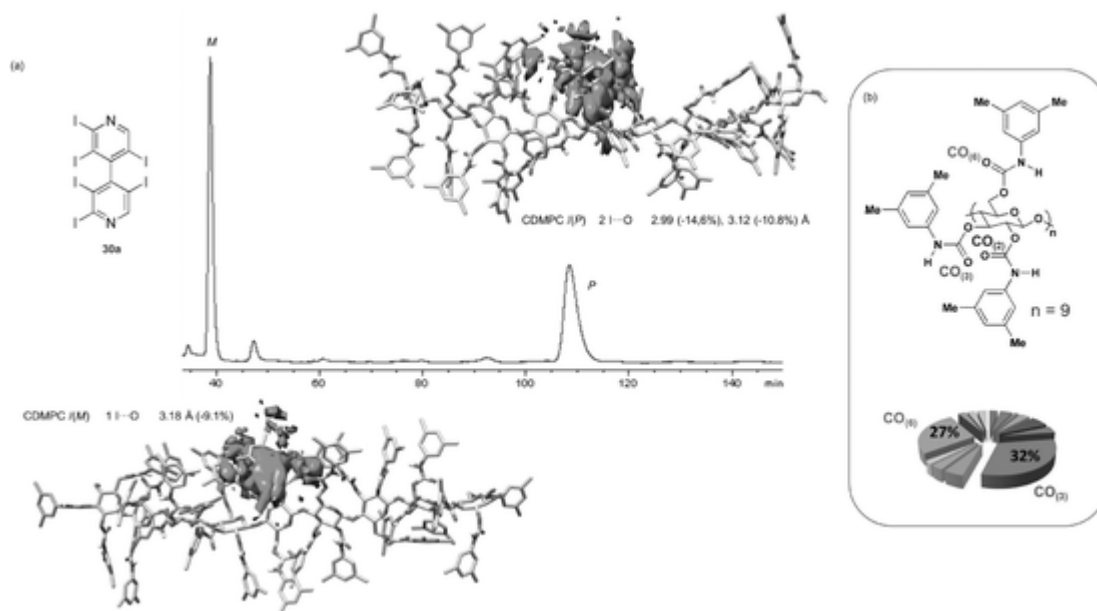 (a)
M
N
I
I
I
I
I
I
N
30a
CDMPC /(P) 2 I···O 2.99 (-14,6%), 3.12 (-10.8%) Å
P
40 60 80 100 120 140 min
CDMPC /(M) 1 I···O 3.18 Å (-9.1%)
(b)
Me
Me
CO(6)
O
N
H
O
Me
Me
O
O
O
n
N
H
O
O
CO(2)
O
CO(3)
N
H
Me
Me
n = 9
CO(6)
27%
32%
CO(3)